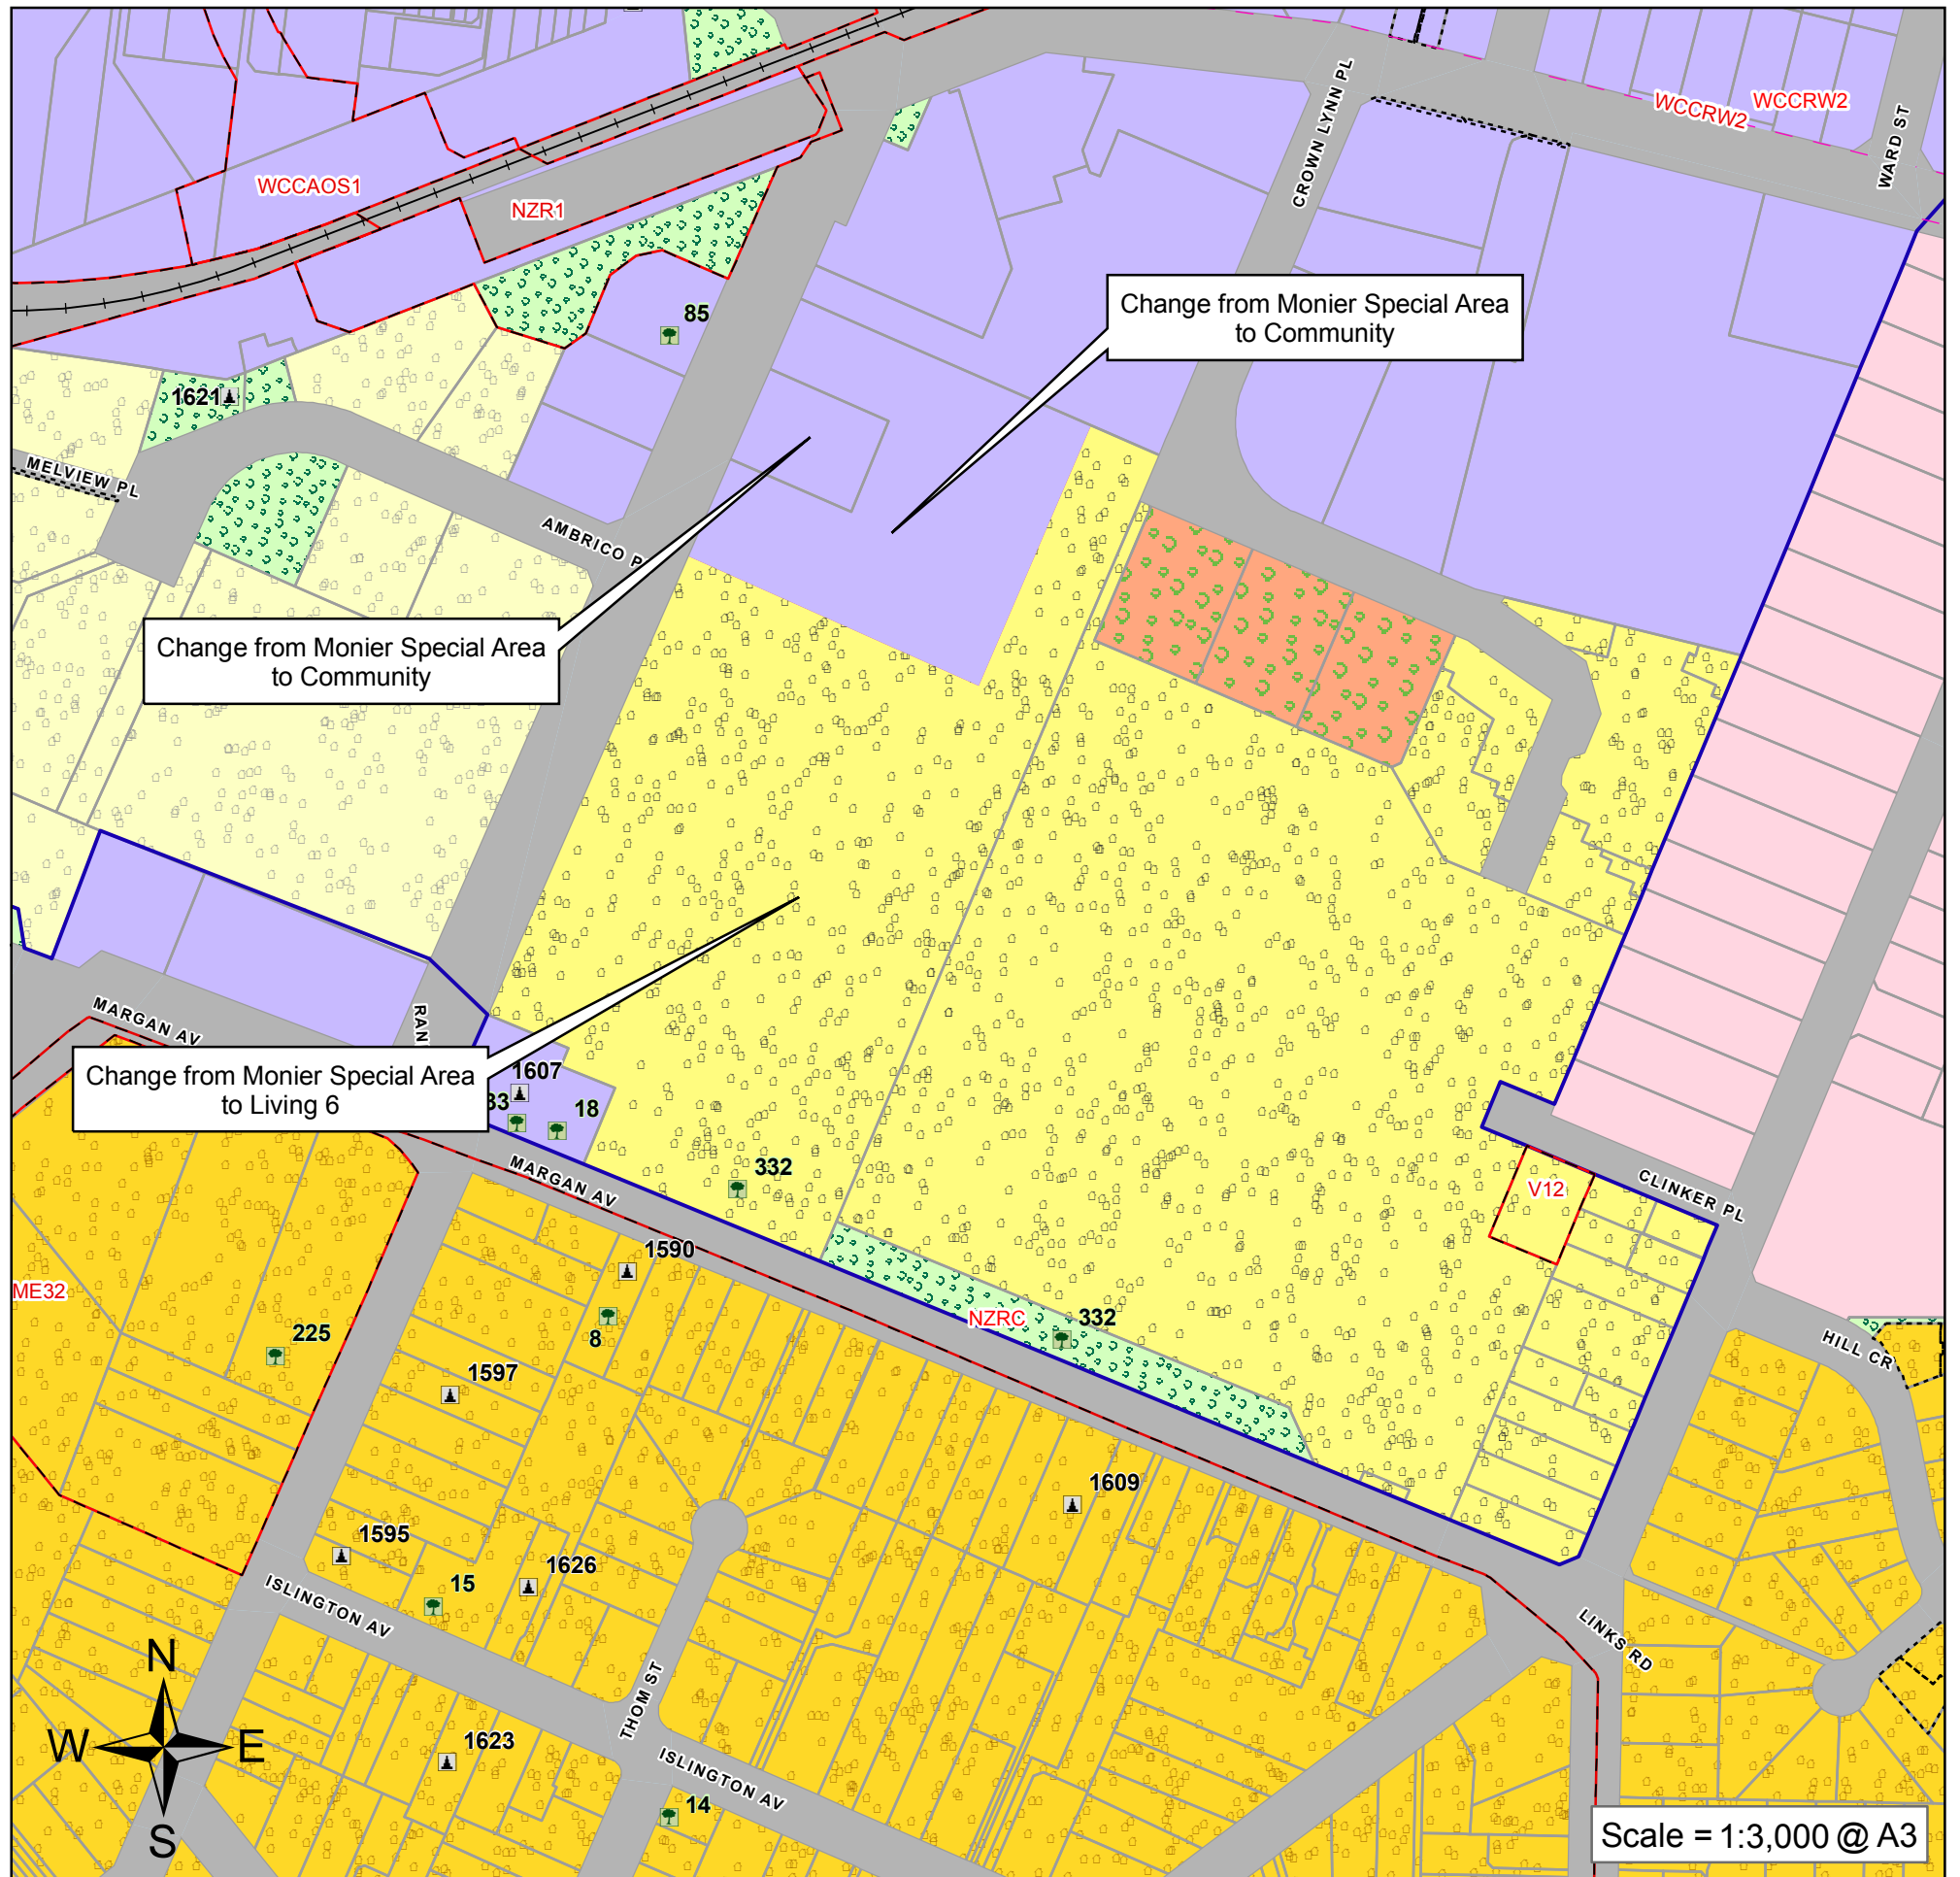 WCCRW2
WCCRW2
WARD ST
CROWN LYNN PL
WCCAOS1
NZR1
85
Change from Monier Special Area
to Community
1621
MELVIEW PL
AMBRICO P
Change from Monier Special Area
to Community
MARGAN AV
RAN
Change from Monier Special Area
to Living 6
1607
33
18
MARGAN AV
332
V12
CLINKER PL
1590
ME32
225
8
NZRC
332
HILL CR
1597
1609
1595
1626
15
ISLINGTON AV
LINKS RD
N
W
E
S
THOM ST
1623
ISLINGTON AV
14
Scale = 1:3,000 @ A3